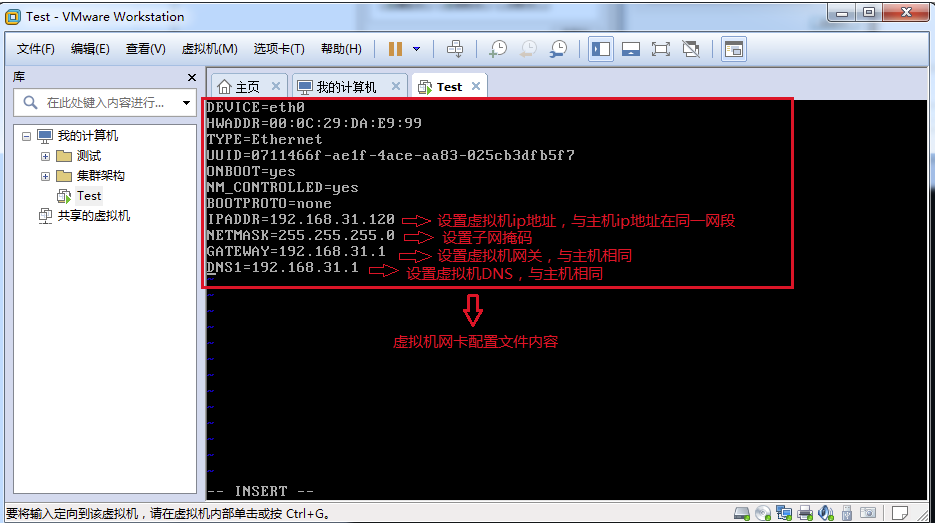 Test - VMware Workstation
文件(F) 编辑(E) 查看(V) 虚拟机(M) 选项卡(T) 帮助(H)
库
在此处键入内容进行...
我的计算机
测试
集群架构
Test
共享的虚拟机
主页 我的计算机 Test
DEVICE=eth0
HWADDR=00:0C:29:DA:E9:99
TYPE=Ethernet
UUID=0711466f-ae1f-4ace-aa83-025cb3dfb5f7
ONBOOT=yes
NM_CONTROLLED=yes
BOOTPROTO=none
IPADDR=192.168.31.120 设置虚拟机ip地址，与主机ip地址在同一网段
NETMASK=255.255.255.0 设置子网掩码
GATEWAY=192.168.31.1 设置虚拟机网关，与主机相同
DNS1=192.168.31.1 设置虚拟机DNS，与主机相同
虚拟机网卡配置文件内容
-- INSERT --
要将输入定向到该虚拟机，请在虚拟机内部单击或按 Ctrl+G。